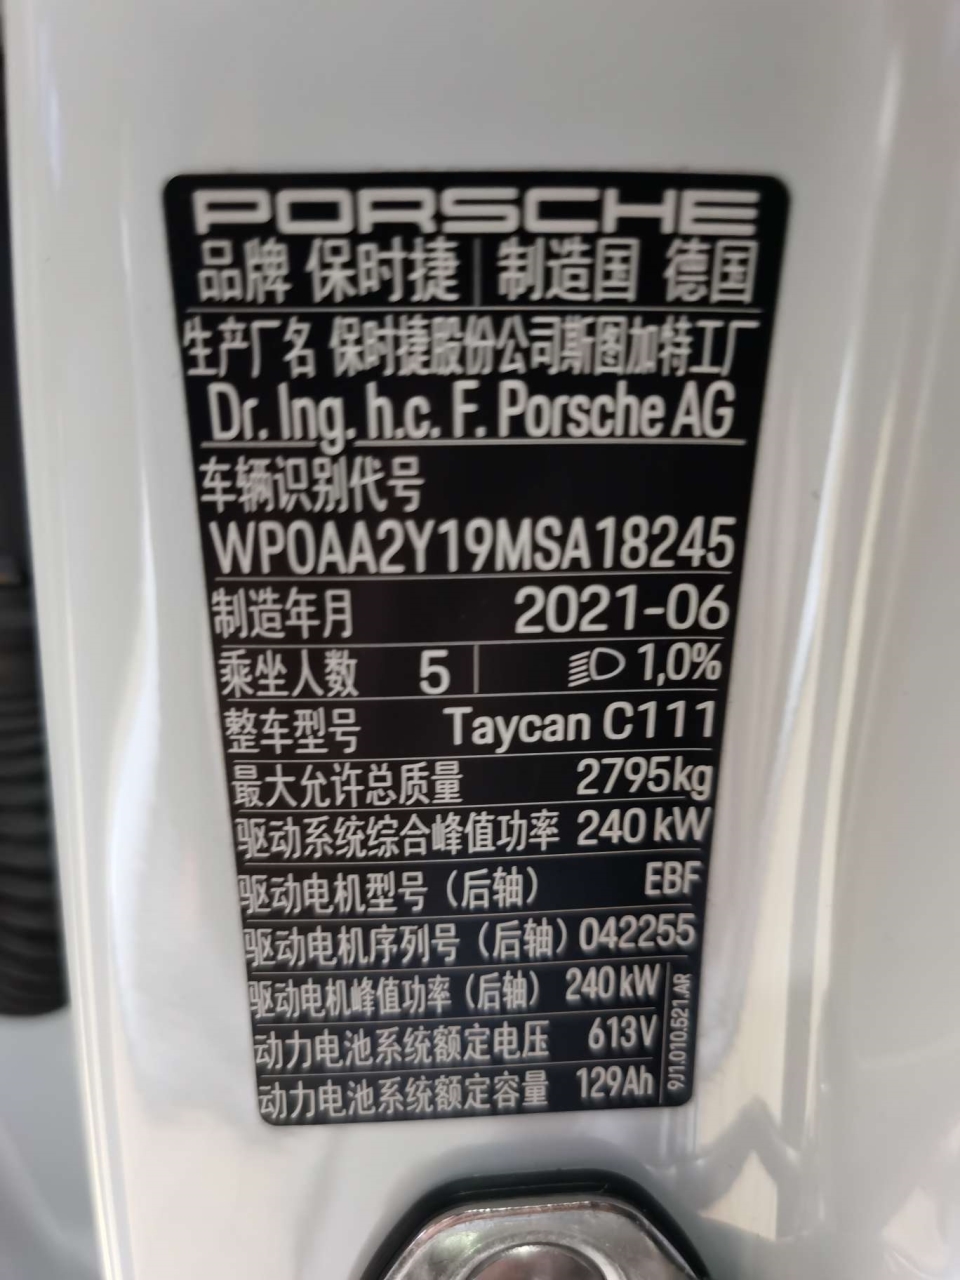 PORSCHE
品牌 保时捷 制造国 德国
生产厂名 保时捷股份公司斯图加特工厂
Dr. Ing. h.c. F. Porsche AG
车辆识别代号
WP0AA2Y19MSA18245
制造年月 2021-06
乘坐人数 5 1,0%
整车型号 Taycan C111
最大允许总质量 2795kg
驱动系统综合峰值功率 240 kW
驱动电机型号（后轴） EBF
驱动电机序列号（后轴）042255
驱动电机峰值功率（后轴） 240 kW
动力电池系统额定电压 613V
动力电池系统额定容量 129Ah
9J1.010.521.AR